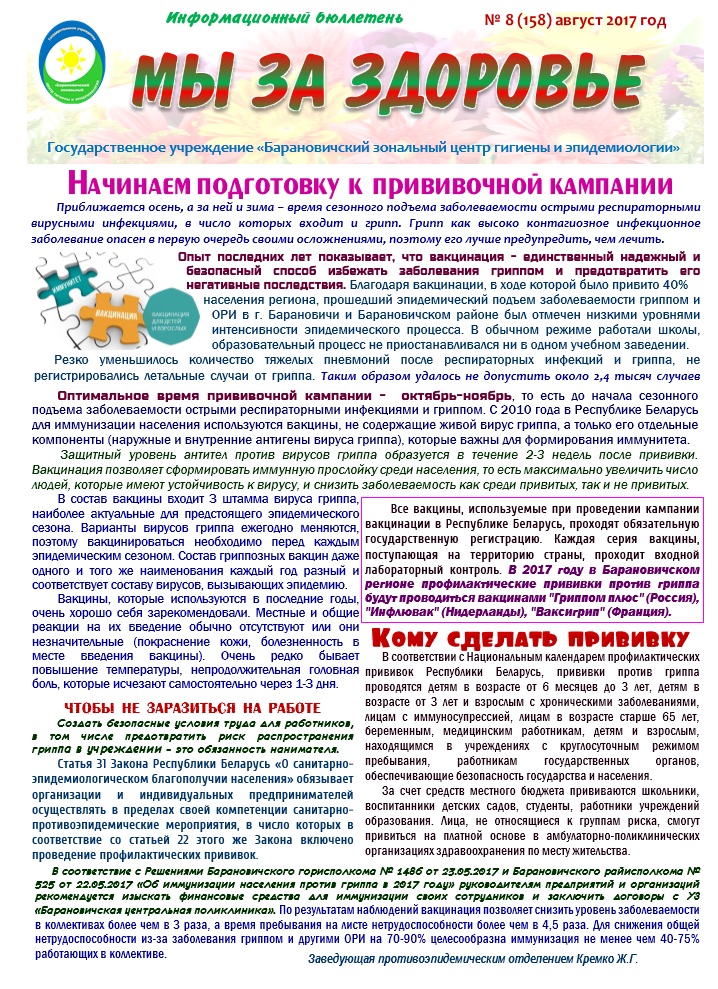 Информационный бюллетень
№ 8 (158) август 2017 год
МЫ ЗА ЗДОРОВЬЕ
Государственное учреждение «Барановичский зональный центр гигиены и эпидемиологии»
НАЧИНАЕМ ПОДГОТОВКУ К ПРИВИВОЧНОЙ КАМПАНИИ
Приближается осень, а за ней и зима – время сезонного подъема заболеваемости острыми респираторными
вирусными инфекциями, в число которых входит и грипп. Грипп как высоко контагиозное инфекционное
заболевание опасен в первую очередь своими осложнениями, поэтому его лучше предупредить, чем лечить.
ИММУНИТЕТ
ВАКЦИНАЦИЯ
ВАКЦИНАЦИЯ
ДЛЯ ДЕТЕЙ
И ВЗРОСЛЫХ
Опыт последних лет показывает, что вакцинация - единственный надежный и
безопасный способ избежать заболевания гриппом и предотвратить его
негативные последствия. Благодаря вакцинации, в ходе которой было привито 40%
населения региона, прошедший эпидемический подъем заболеваемости гриппом и
ОРИ в г. Барановичи и Барановичском районе был отмечен низкими уровнями
интенсивности эпидемического процесса. В обычном режиме работали школы,
образовательный процесс не приостанавливался ни в одном учебном заведении.
Резко уменьшилось количество тяжелых пневмоний после респираторных инфекций и гриппа, не
регистрировались летальные случаи от гриппа. Таким образом удалось не допустить около 2,4 тысяч случаев
Оптимальное время прививочной кампании - октябрь-ноябрь, то есть до начала сезонного
подъема заболеваемости острыми респираторными инфекциями и гриппом. С 2010 года в Республике Беларусь
для иммунизации населения используются вакцины, не содержащие живой вирус гриппа, а только его отдельные
компоненты (наружные и внутренние антигены вируса гриппа), которые важны для формирования иммунитета.
Защитный уровень антител против вирусов гриппа образуется в течение 2-3 недель после прививки.
Вакцинация позволяет сформировать иммунную прослойку среди населения, то есть максимально увеличить число
людей, которые имеют устойчивость к вирусу, и снизить заболеваемость как среди привитых, так и не привитых.
В состав вакцины входит 3 штамма вируса гриппа,
наиболее актуальные для предстоящего эпидемического
сезона. Варианты вирусов гриппа ежегодно меняются,
поэтому вакцинироваться необходимо перед каждым
эпидемическим сезоном. Состав гриппозных вакцин даже
одного и того же наименования каждый год разный и
соответствует составу вирусов, вызывающих эпидемию.
Вакцины, которые используются в последние годы,
очень хорошо себя зарекомендовали. Местные и общие
реакции на их введение обычно отсутствуют или они
незначительные (покраснение кожи, болезненность в
месте введения вакцины). Очень редко бывает
повышение температуры, непродолжительная головная
боль, которые исчезают самостоятельно через 1-3 дня.
ЧТОБЫ НЕ ЗАРАЗИТЬСЯ НА РАБОТЕ
Создать безопасные условия труда для работников,
в том числе предотвратить риск распространения
гриппа в учреждении – это обязанность нанимателя.
Статья 31 Закона Республики Беларусь «О санитарно-
эпидемиологическом благополучии населения» обязывает
организации и индивидуальных предпринимателей
осуществлять в пределах своей компетенции санитарно-
противоэпидемические мероприятия, в число которых в
соответствие со статьей 22 этого же Закона включено
проведение профилактических прививок.
Все вакцины, используемые при проведении кампании
вакцинации в Республике Беларусь, проходят обязательную
государственную регистрацию. Каждая серия вакцины,
поступающая на территорию страны, проходит входной
лабораторный контроль. В 2017 году в Барановичском
регионе профилактические прививки против гриппа
будут проводиться вакцинами "Гриппом плюс" (Россия),
"Инфлювак" (Нидерланды), "Ваксигрип" (Франция).
КОМУ СДЕЛАТЬ ПРИВИВКУ
В соответствии с Национальным календарем профилактических
прививок Республики Беларусь, прививки против гриппа
проводятся детям в возрасте от 6 месяцев до 3 лет, детям в
возрасте от 3 лет и взрослым с хроническими заболеваниями,
лицам с иммуносупрессией, лицам в возрасте старше 65 лет,
беременным, медицинским работникам, детям и взрослым,
находящимся в учреждениях с круглосуточным режимом
пребывания, работникам государственных органов,
обеспечивающие безопасность государства и населения.
За счет средств местного бюджета прививаются школьники,
воспитанники детских садов, студенты, работники учреждений
образования. Лица, не относящиеся к группам риска, смогут
привиться на платной основе в амбулаторно-поликлинических
организациях здравоохранения по месту жительства.
В соответствие с Решениями Барановичского горисполкома № 1486 от 23.05.2017 и Барановичского райисполкома №
525 от 22.05.2017 «Об иммунизации населения против гриппа в 2017 году» руководителям предприятий и организаций
рекомендуется изыскать финансовые средства для иммунизации своих сотрудников и заключить договоры с УЗ
«Барановичская центральная поликлиника». По результатам наблюдений вакцинация позволяет снизить уровень заболеваемости
в коллективах более чем в 3 раза, а время пребывания на листе нетрудоспособности более чем в 4,5 раза. Для снижения общей
нетрудоспособности из-за заболевания гриппом и другими ОРИ на 70-90% целесообразна иммунизация не менее чем 40-75%
работающих в коллективе.
Заведующая противоэпидемическим отделением Кремко Ж.Г.